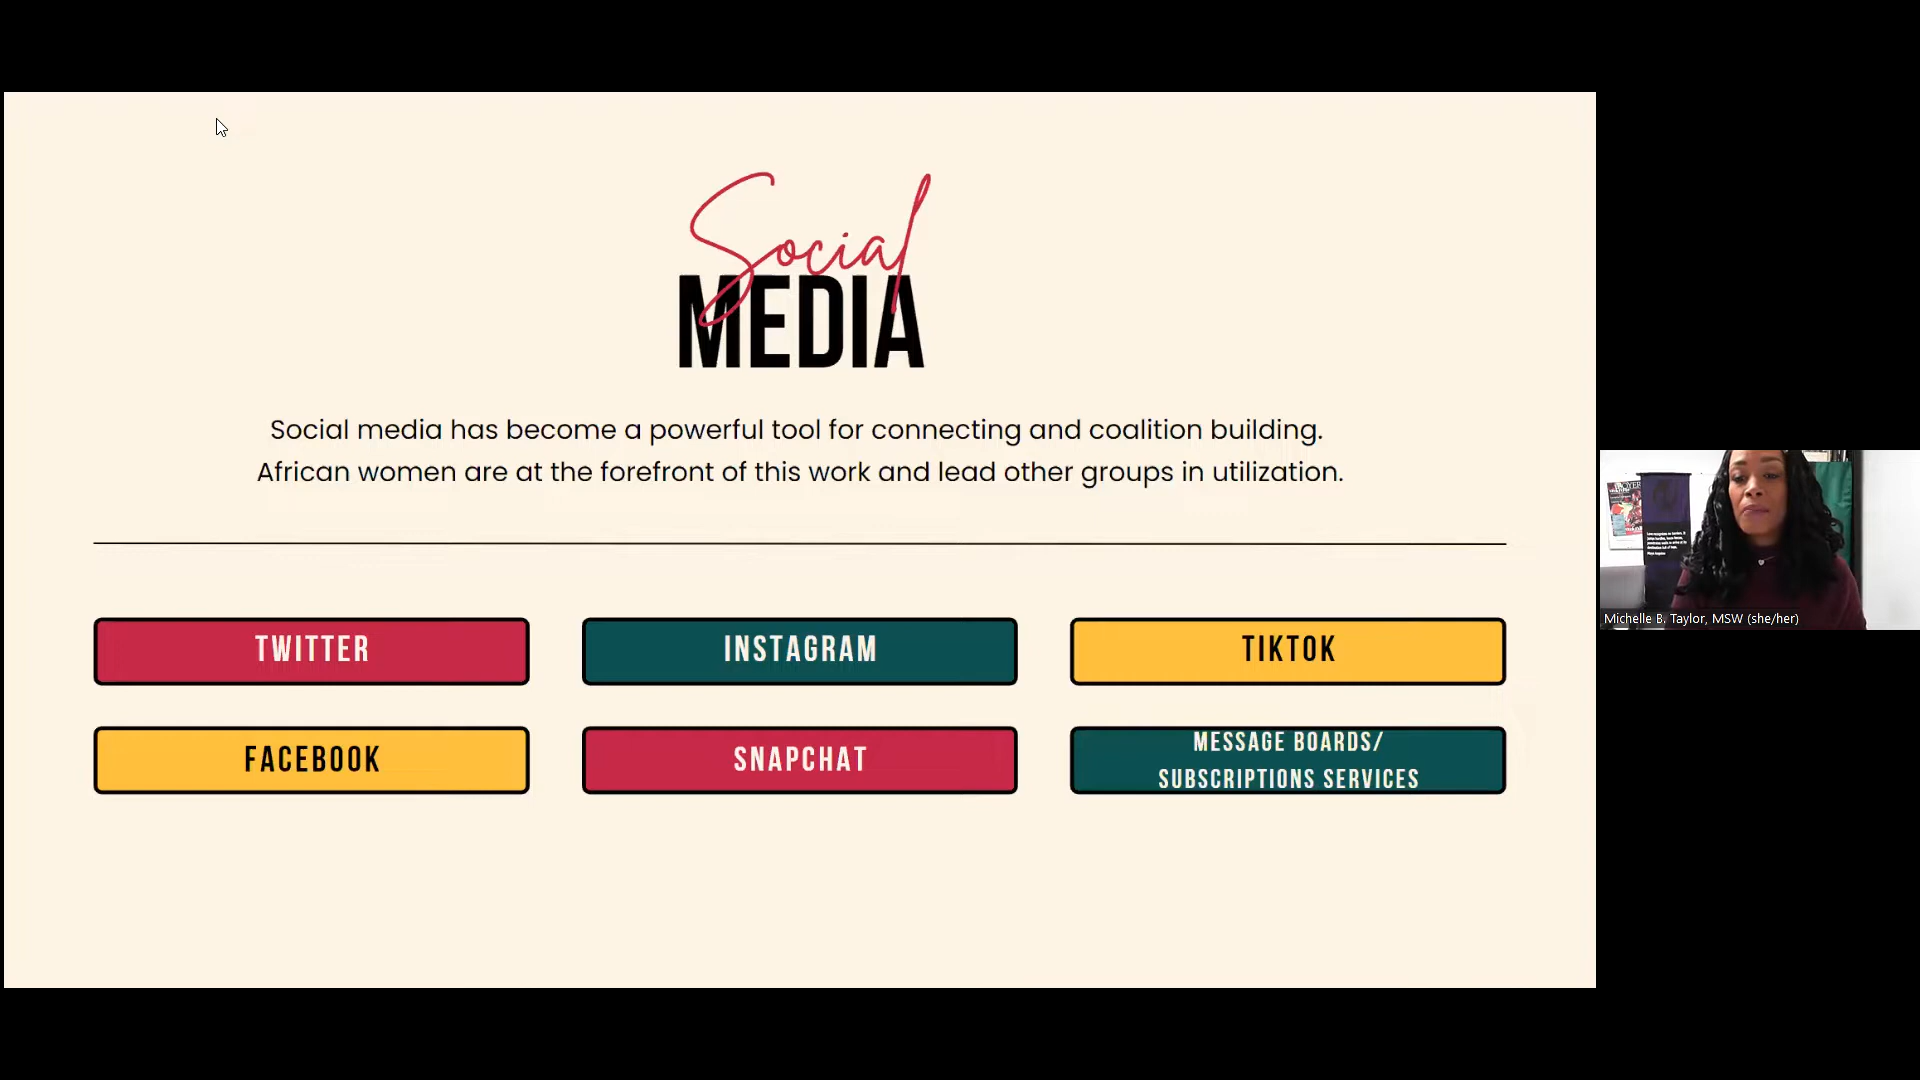 Social
MEDIA
Social media has become a powerful tool for connecting and coalition building.
African women are at the forefront of this work and lead other groups in utilization.
TWITTER
INSTAGRAM
TIKTOK
FACEBOOK
SNAPCHAT
MESSAGE BOARDS/
SUBSCRIPTIONS SERVICES
Michelle B. Taylor, MSW (she/her)